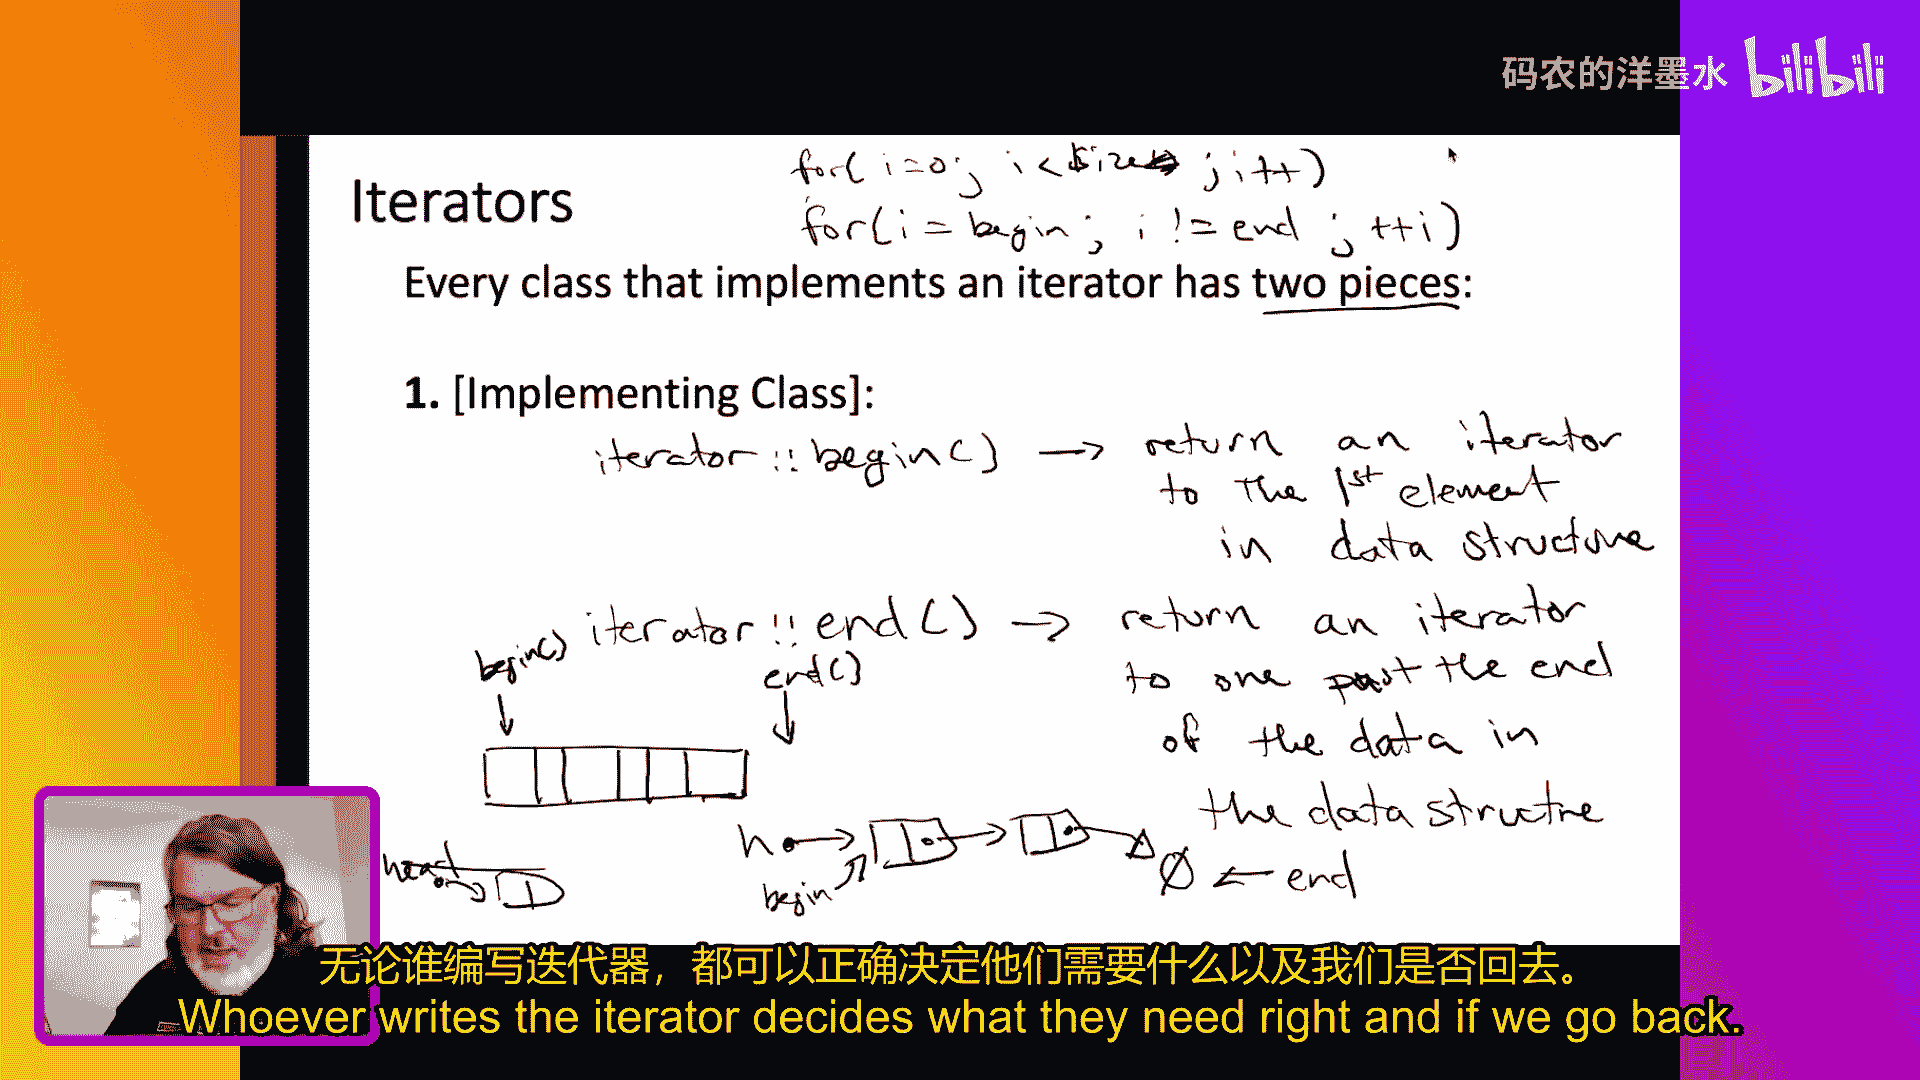 码农的洋墨水 bilibili
for( i=0; i<size ; i++)
Iterators
for(i = begin ; i != end ; ++i)
Every class that implements an iterator has two pieces:
1. [Implementing Class]:
iterator :: begin() → return an iterator
to the 1st element
in data structure
iterator :: end() → return an iterator
begin() end() to one past the end
of the data in
the data structure
head h
begin Ø ← end
无论谁编写迭代器，都可以正确决定他们需要什么以及我们是否回去。
Whoever writes the iterator decides what they need right and if we go back.